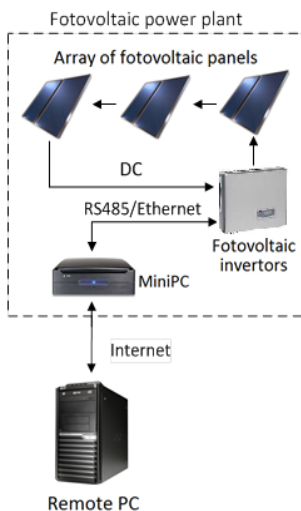 Fotovoltaic power plant
Array of fotovoltaic panels
DC
RS485/Ethernet
Fotovoltaic
invertors
MiniPC
Internet
Remote PC